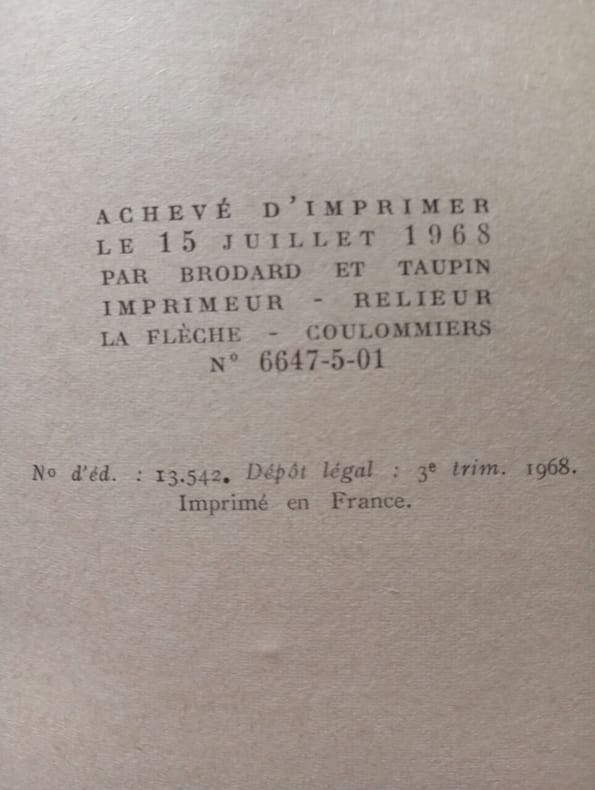 ACHEVÉ D'IMPRIMER
LE 15 JUILLET 1968
PAR BRODARD ET TAUPIN
IMPRIMEUR - RELIEUR
LA FLÈCHE - COULOMMIERS
N° 6647-5-01
No d'éd. : 13.542. Dépôt légal : 3e trim. 1968.
Imprimé en France.